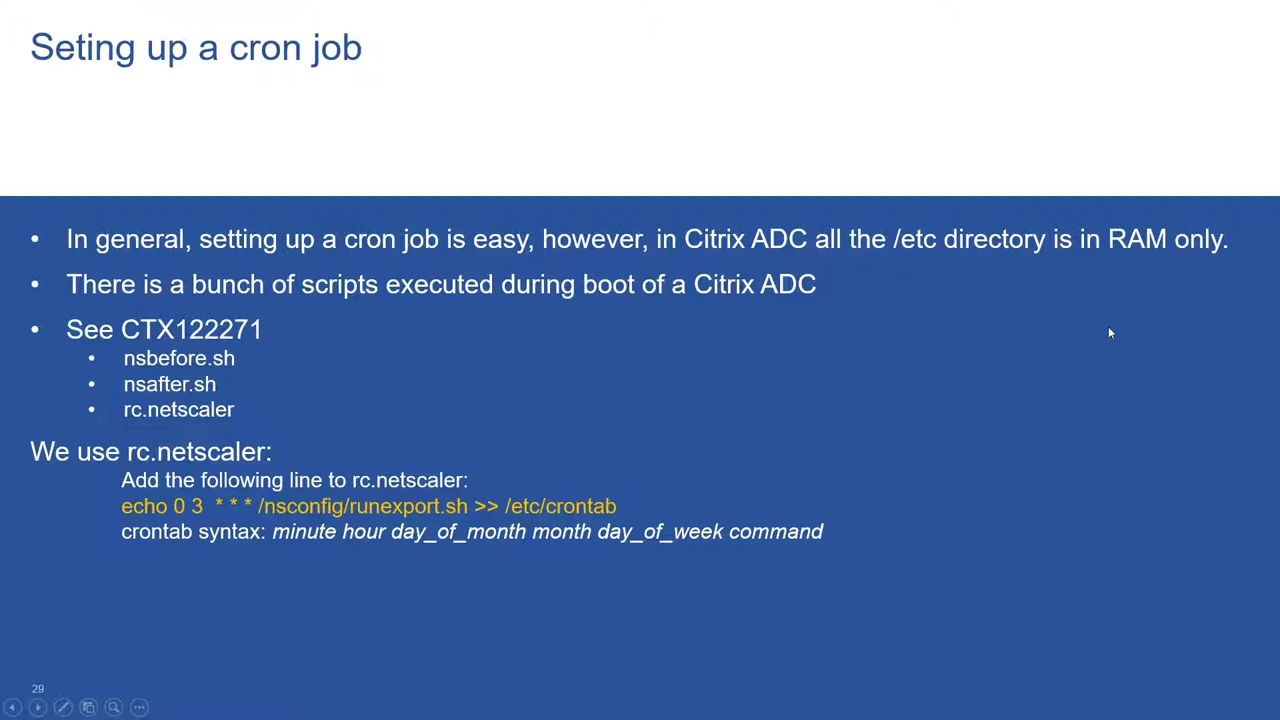 Seting up a cron job
• In general, setting up a cron job is easy, however, in Citrix ADC all the /etc directory is in RAM only.
• There is a bunch of scripts executed during boot of a Citrix ADC
• See CTX122271
• nsbefore.sh
• nsafter.sh
• rc.netscaler
We use rc.netscaler:
Add the following line to rc.netscaler:
echo 0 3  * * * /nsconfig/runexport.sh >> /etc/crontab
crontab syntax: minute hour day_of_month month day_of_week command
29